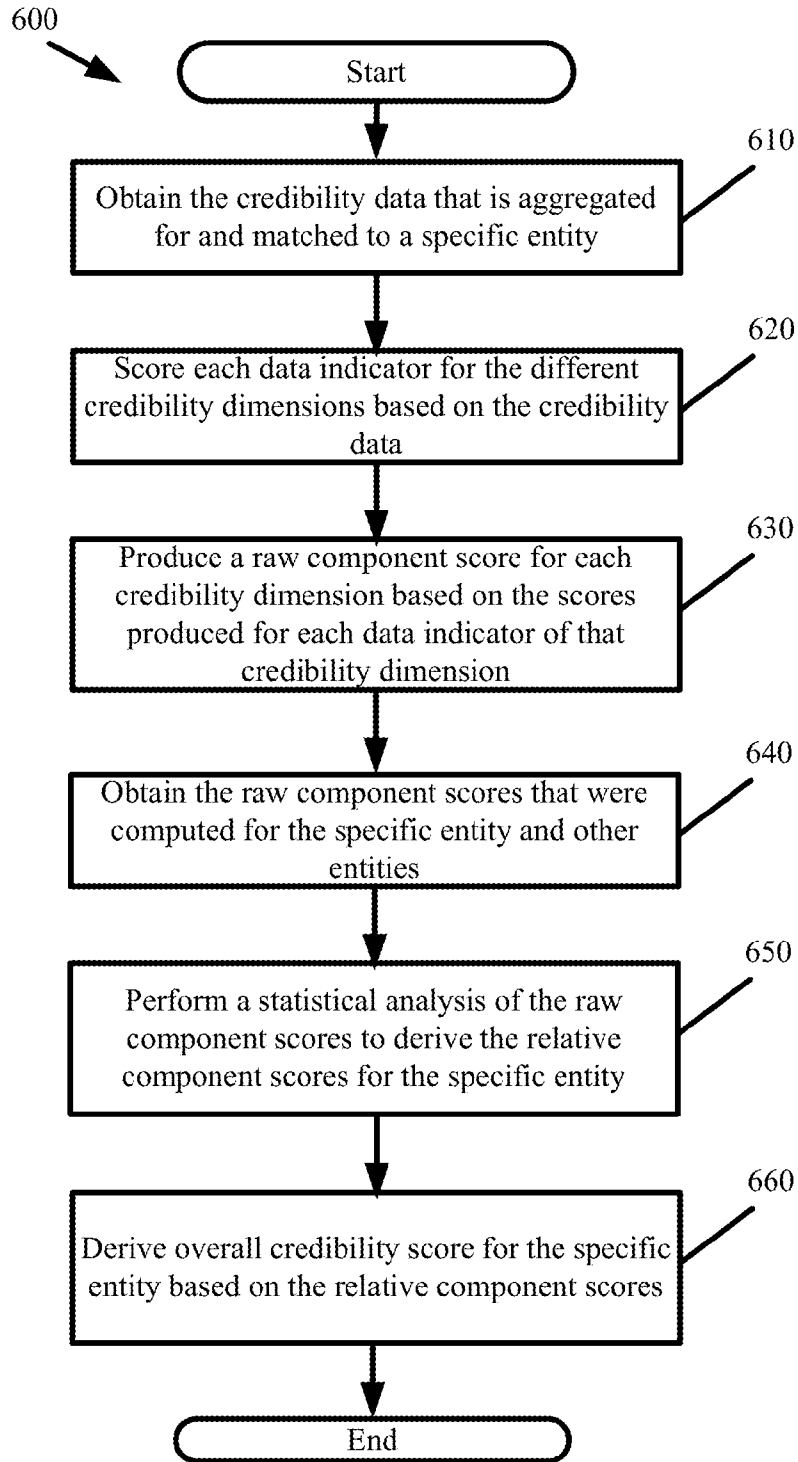 600
Start
610
Obtain the credibility data that is aggregated
for and matched to a specific entity
620
Score each data indicator for the different
credibility dimensions based on the credibility
data
630
Produce a raw component score for each
credibility dimension based on the scores
produced for each data indicator of that
credibility dimension
640
Obtain the raw component scores that were
computed for the specific entity and other
entities
650
Perform a statistical analysis of the raw
component scores to derive the relative
component scores for the specific entity
660
Derive overall credibility score for the specific
entity based on the relative component scores
End